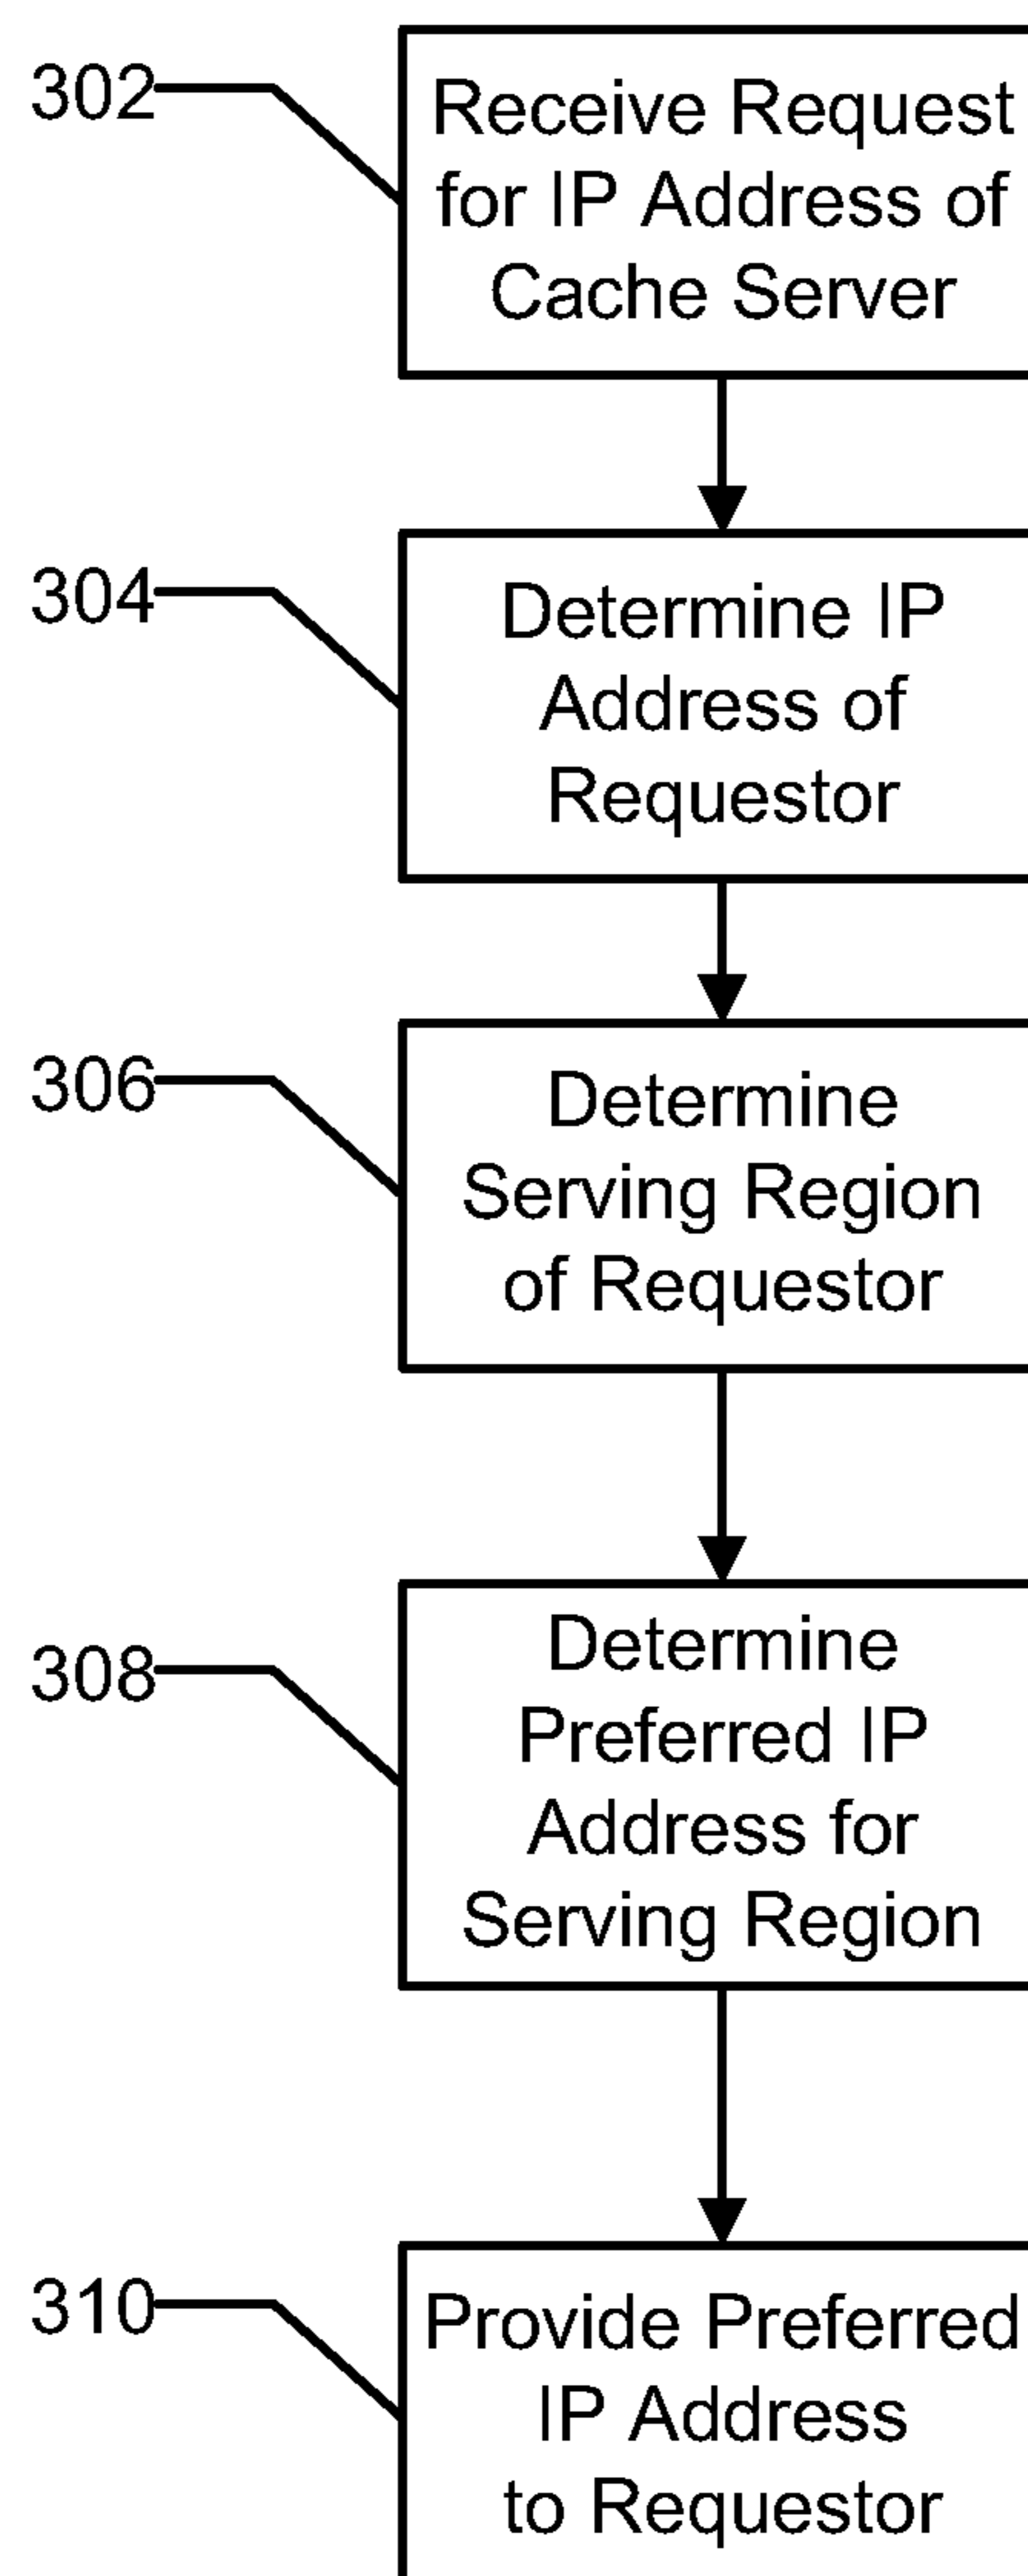 302
Receive Request
for IP Address of
Cache Server
304
Determine IP
Address of
Requestor
306
Determine
Serving Region
of Requestor
308
Determine
Preferred IP
Address for
Serving Region
310
Provide Preferred
IP Address
to Requestor